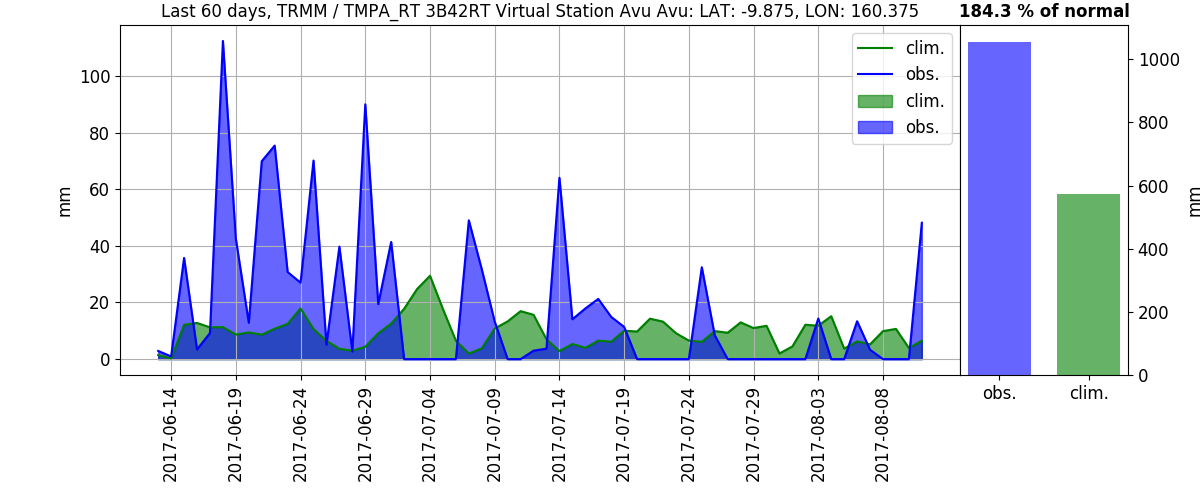 Last 60 days, TRMM / TMPA_RT 3B42RT Virtual Station Avu Avu: LAT: -9.875, LON: 160.375
184.3 % of normal
clim.
obs.
clim.
obs.
mm
100
80
60
40
20
0
2017-06-14
2017-06-19
2017-06-24
2017-06-29
2017-07-04
2017-07-09
2017-07-14
2017-07-19
2017-07-24
2017-07-29
2017-08-03
2017-08-08
1000
800
600
400
200
0
mm
obs.
clim.